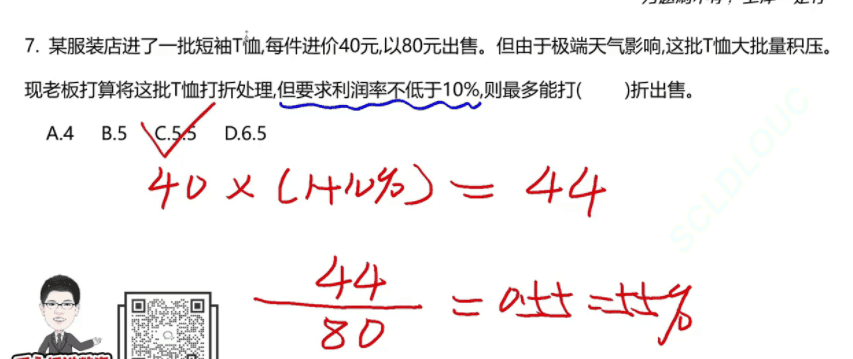 7. 某服装店进了一批短袖T恤,每件进价40元,以80元出售。但由于极端天气影响,这批T恤大批量积压。
现老板打算将这批T恤打折处理,但要求利润率不低于10%,则最多能打( )折出售。
A.4 B.5 C.5.5 D.6.5
40 × (1+10%) = 44
44
80
= 0.55 = 55%
SCLDLOUC